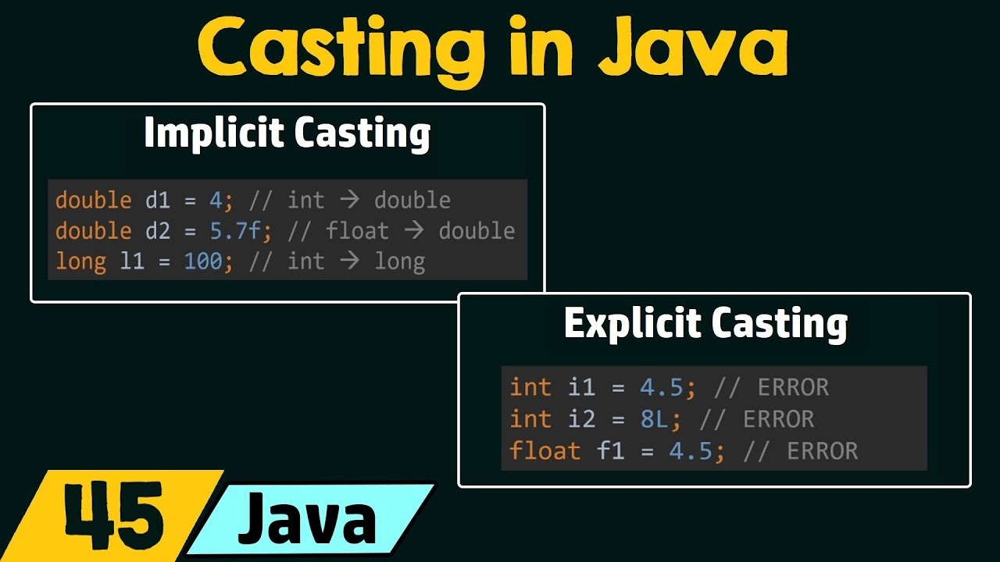 Casting in Java
Implicit Casting
double d1 = 4; // int → double
double d2 = 5.7f; // float → double
long l1 = 100; // int → long
Explicit Casting
int i1 = 4.5; // ERROR
int i2 = 8L; // ERROR
float f1 = 4.5; // ERROR
45
Java